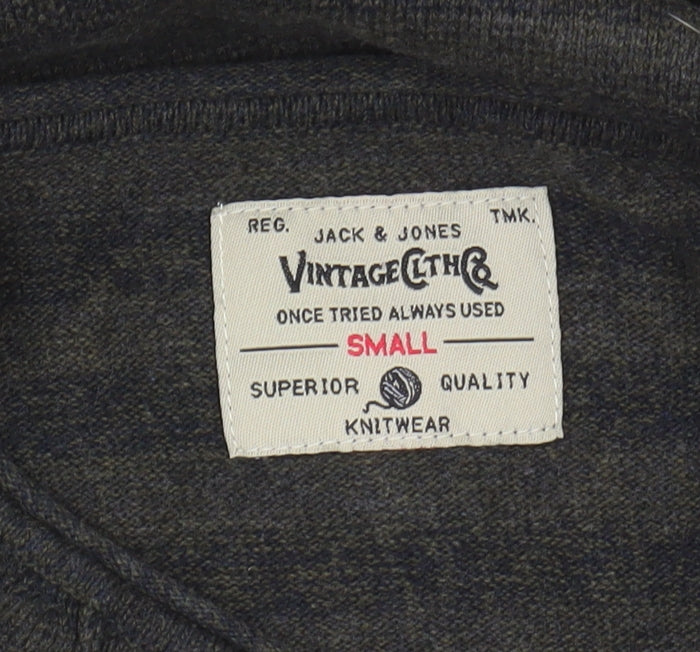 REG. TMK.
JACK & JONES
VINTAGE CLTH CO
ONCE TRIED ALWAYS USED
SMALL
SUPERIOR QUALITY
KNITWEAR